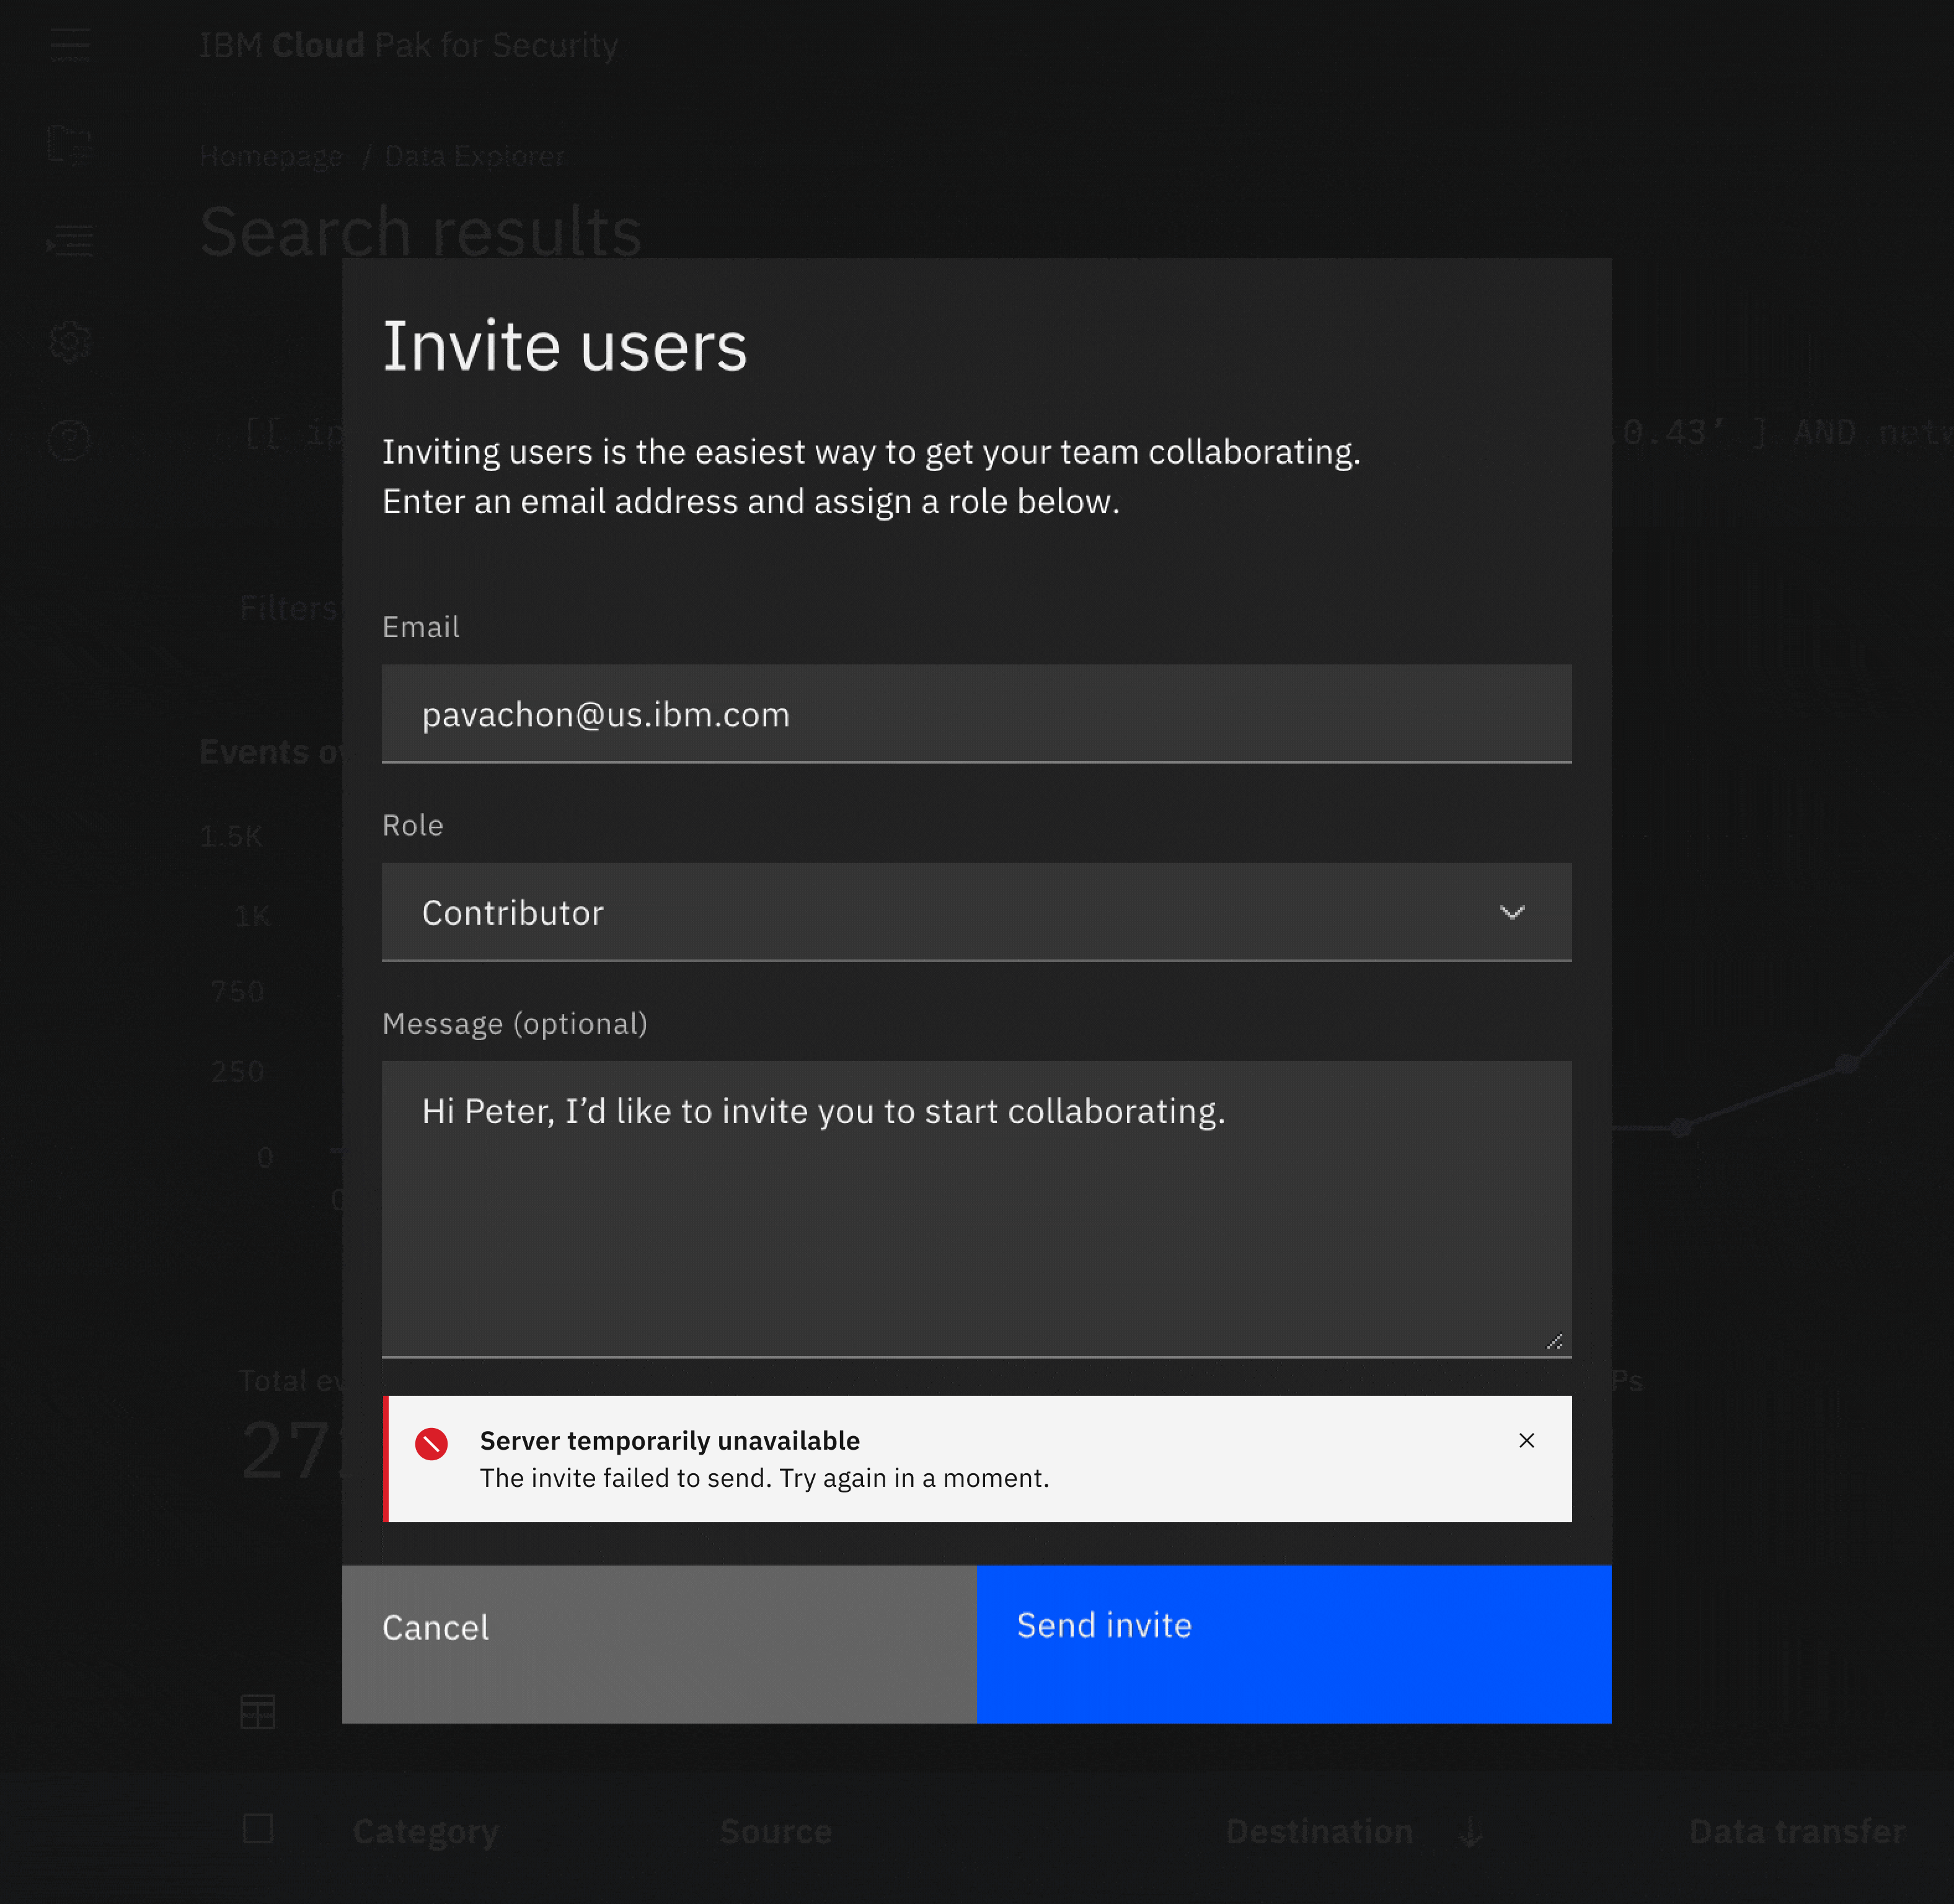 IBM Cloud Pak for Security
Homepage / Data Explorer
Search results
Invite users
Inviting users is the easiest way to get your team collaborating.
Enter an email address and assign a role below.
[[ ip
.0.43’ ] AND
Filters
Email
pavachon@us.ibm.com
Events
Role
1.5K
Contributor
1K
750
Message (optional)
250
Hi Peter, I’d like to invite you to start collaborating.
0
0
Total
Ps
27
Server temporarily unavailable
The invite failed to send. Try again in a moment.
Cancel
Send invite
Category Source Destination Data transfer